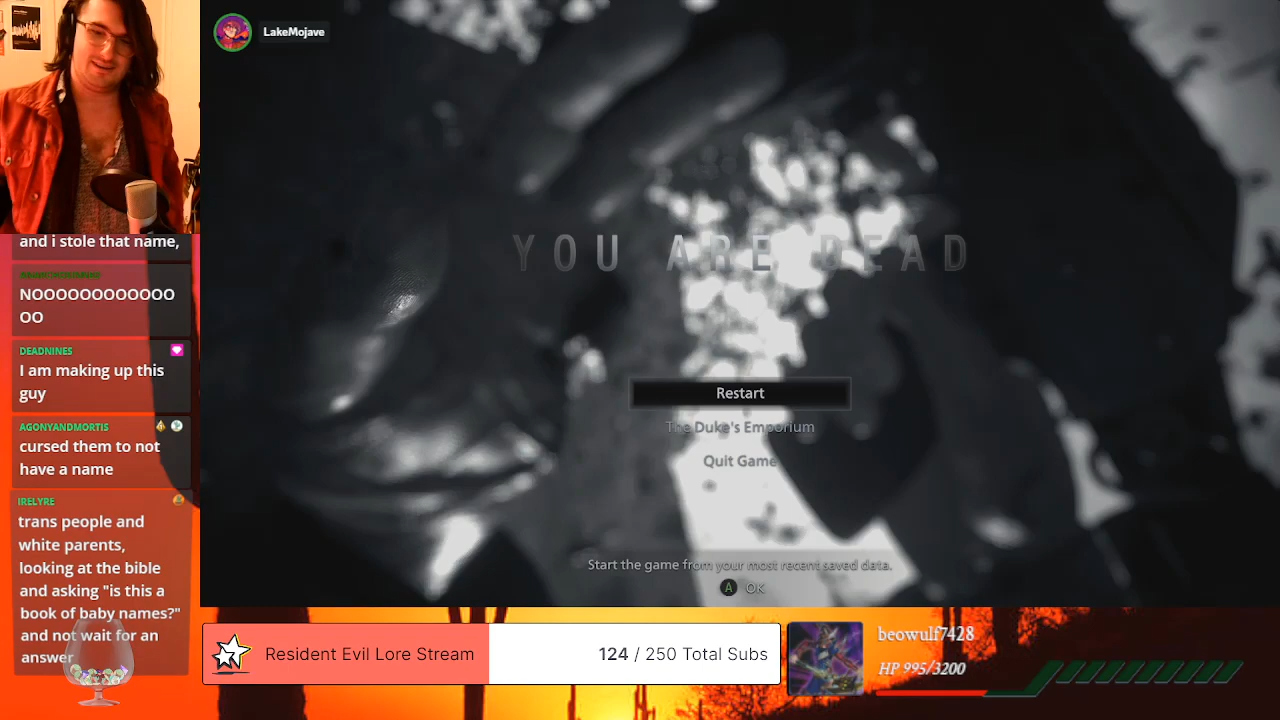 LakeMojave
and i stole that name,
NOOOOOOOOOOOO
OO
DEADNINES
I am making up this
guy
AGONYANDMORTIS
cursed them to not
have a name
IRELYRE
trans people and
white parents,
looking at the bible
and asking "is this a
book of baby names?"
and not wait for an
answer
YOU ARE DEAD
Restart
The Duke's Emporium
Quit Game
Start the game from your most recent saved data.
A OK
Resident Evil Lore Stream
124 / 250 Total Subs
beowulf7428
HP 995/3200